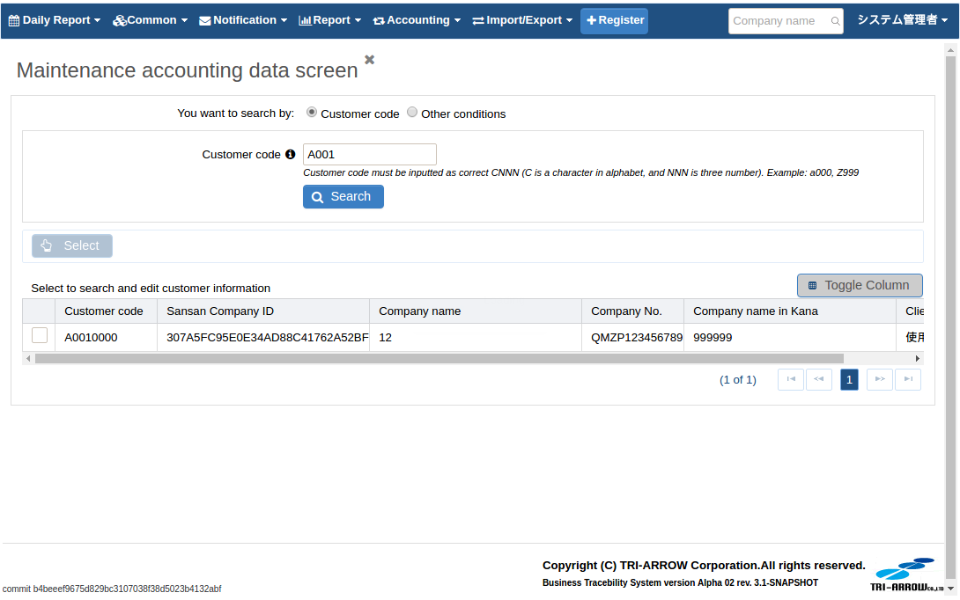 Daily Report Common Notification Report Accounting Import/Export Register Company name システム管理者
Maintenance accounting data screen
You want to search by: Customer code Other conditions
Customer code A001
Customer code must be inputted as correct CNNN (C is a character in alphabet, and NNN is three number). Example: a000, Z999
Search
Select
Select to search and edit customer information Toggle Column
Customer code Sansan Company ID Company name Company No. Company name in Kana Clie
A0010000 307A5FC95E0E34AD88C41762A52BF 12 QMZP123456789 999999 使用
(1 of 1) 1
Copyright (C) TRI-ARROW Corporation.All rights reserved.
Business Tracebility System version Alpha 02 rev. 3.1-SNAPSHOT
TRI-ARROW CO.,LTD
commit b4beeef9675d829bc3107038f38d5023b4132abf